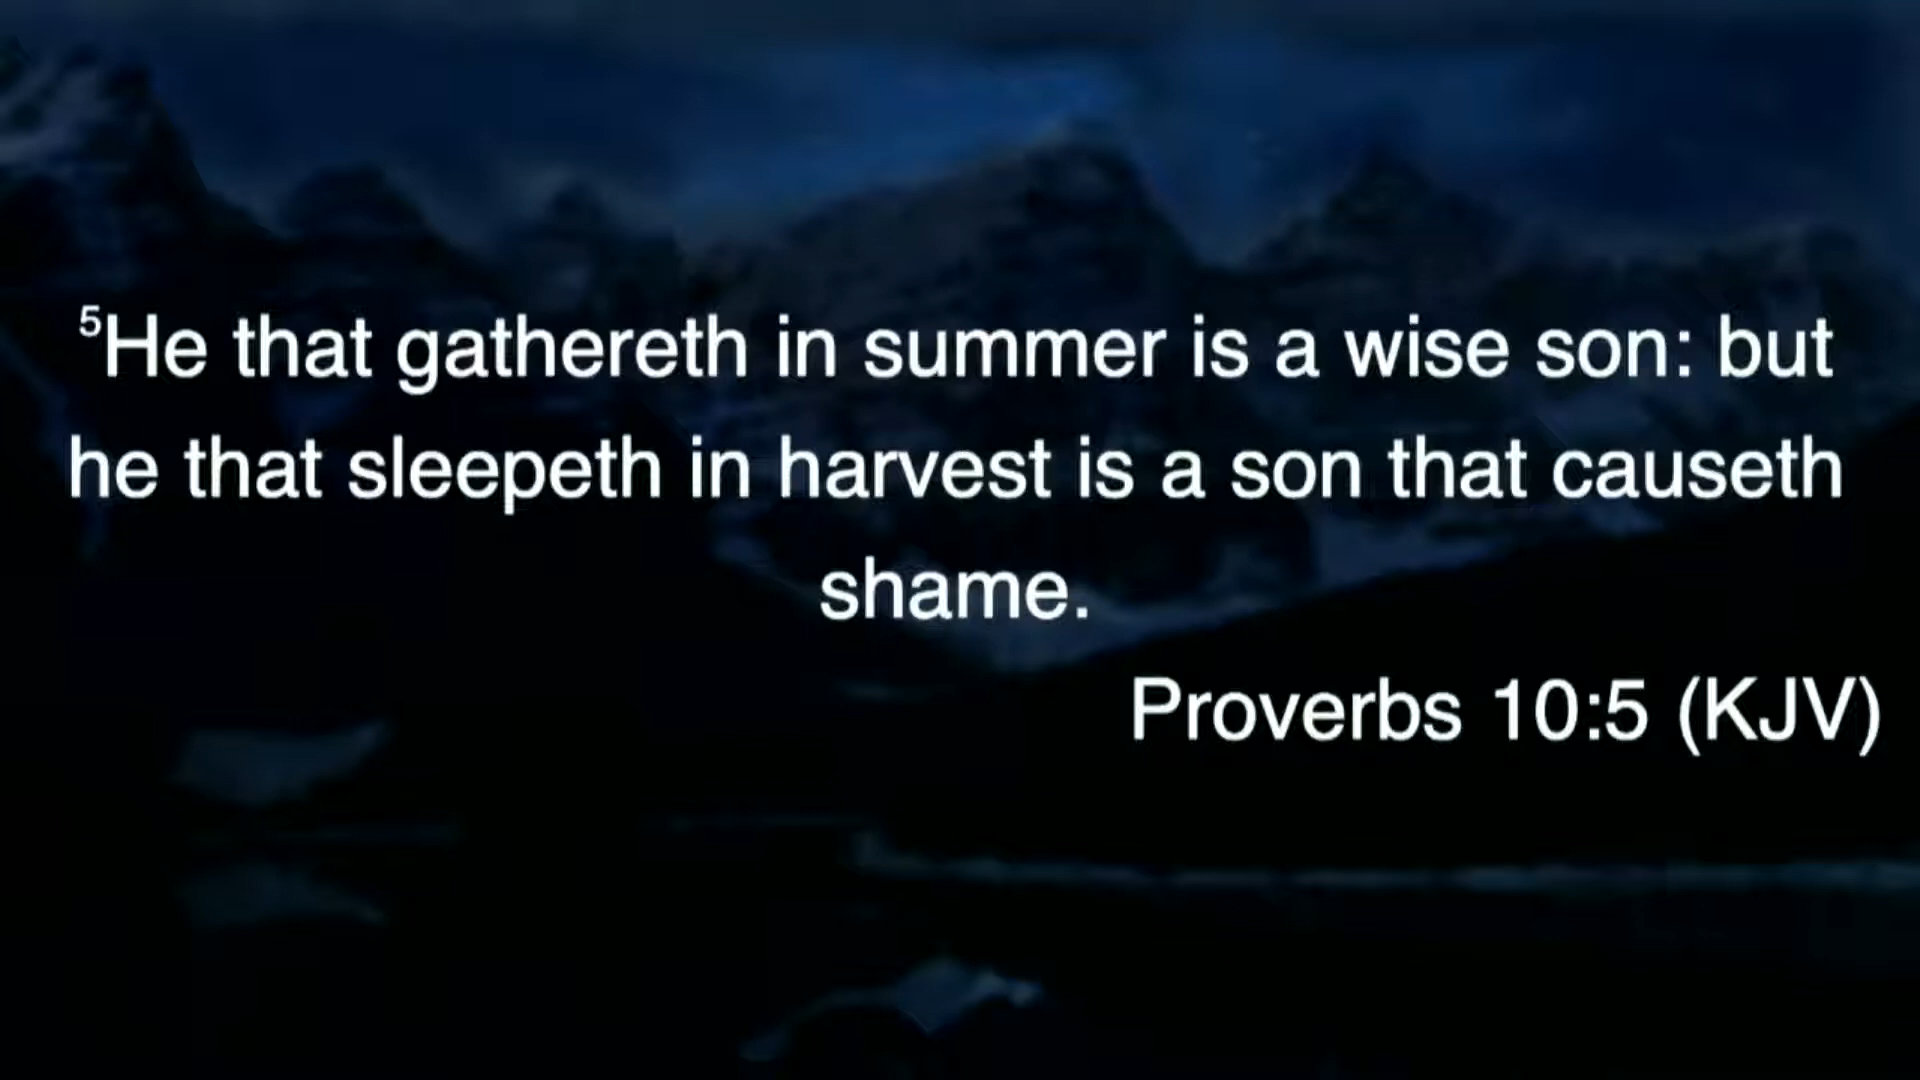 ⁵He that gathereth in summer is a wise son: but
he that sleepeth in harvest is a son that causeth
shame.
Proverbs 10:5 (KJV)